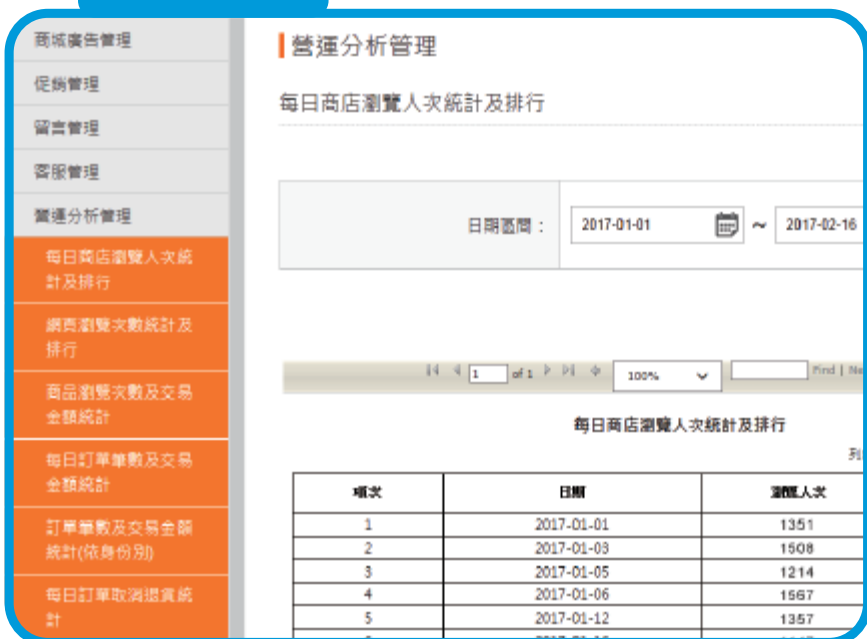 商城廣告管理
促銷管理
留言管理
客服管理
營運分析管理
每日商店瀏覽人次統
計及排行
網頁瀏覽次數統計及
排行
商品瀏覽次數及交易
金額統計
每日訂單筆數及交易
金額統計
訂單筆數及交易金額
統計(依身份別)
每日訂單取消退貨統
計
營運分析管理
每日商店瀏覽人次統計及排行
日期區間： 2017-01-01 ~ 2017-02-16
1 of 1 100% Find |
每日商店瀏覽人次統計及排行
項次 日期 瀏覽人次
1 2017-01-01 1351
2 2017-01-03 1508
3 2017-01-05 1214
4 2017-01-06 1567
5 2017-01-12 1357